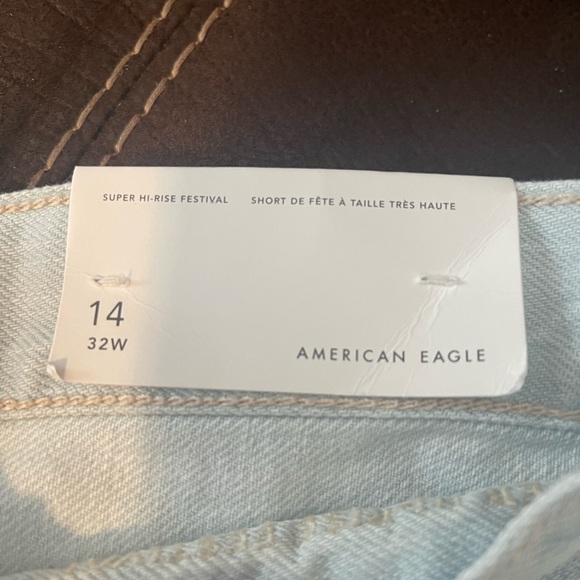 SUPER HI-RISE FESTIVAL SHORT DE FÊTE À TAILLE TRÈS HAUTE
14
32W
AMERICAN EAGLE